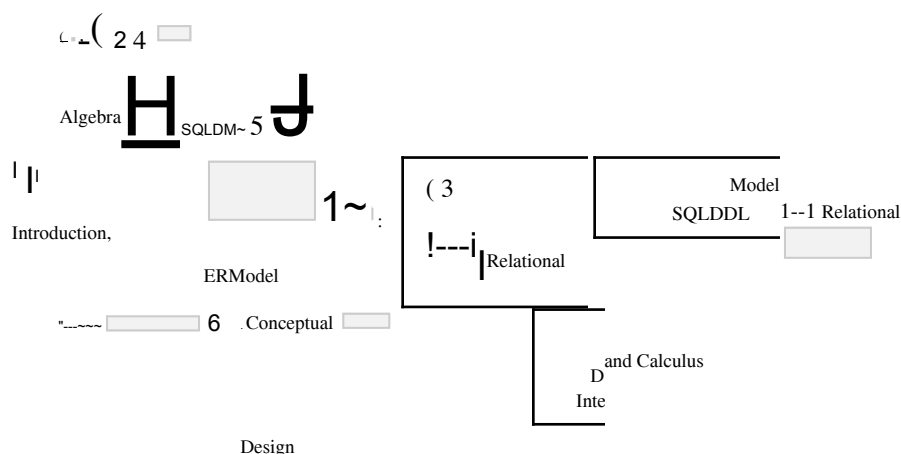 ( 2 4
Algebra H SQLDM~ 5 J
Introduction,
1~
ERModel
6 Conceptual
Design
( 3
!---i Relational
Model
SQLDDL 1--1 Relational
and Calculus
D
Inte
"---~~~